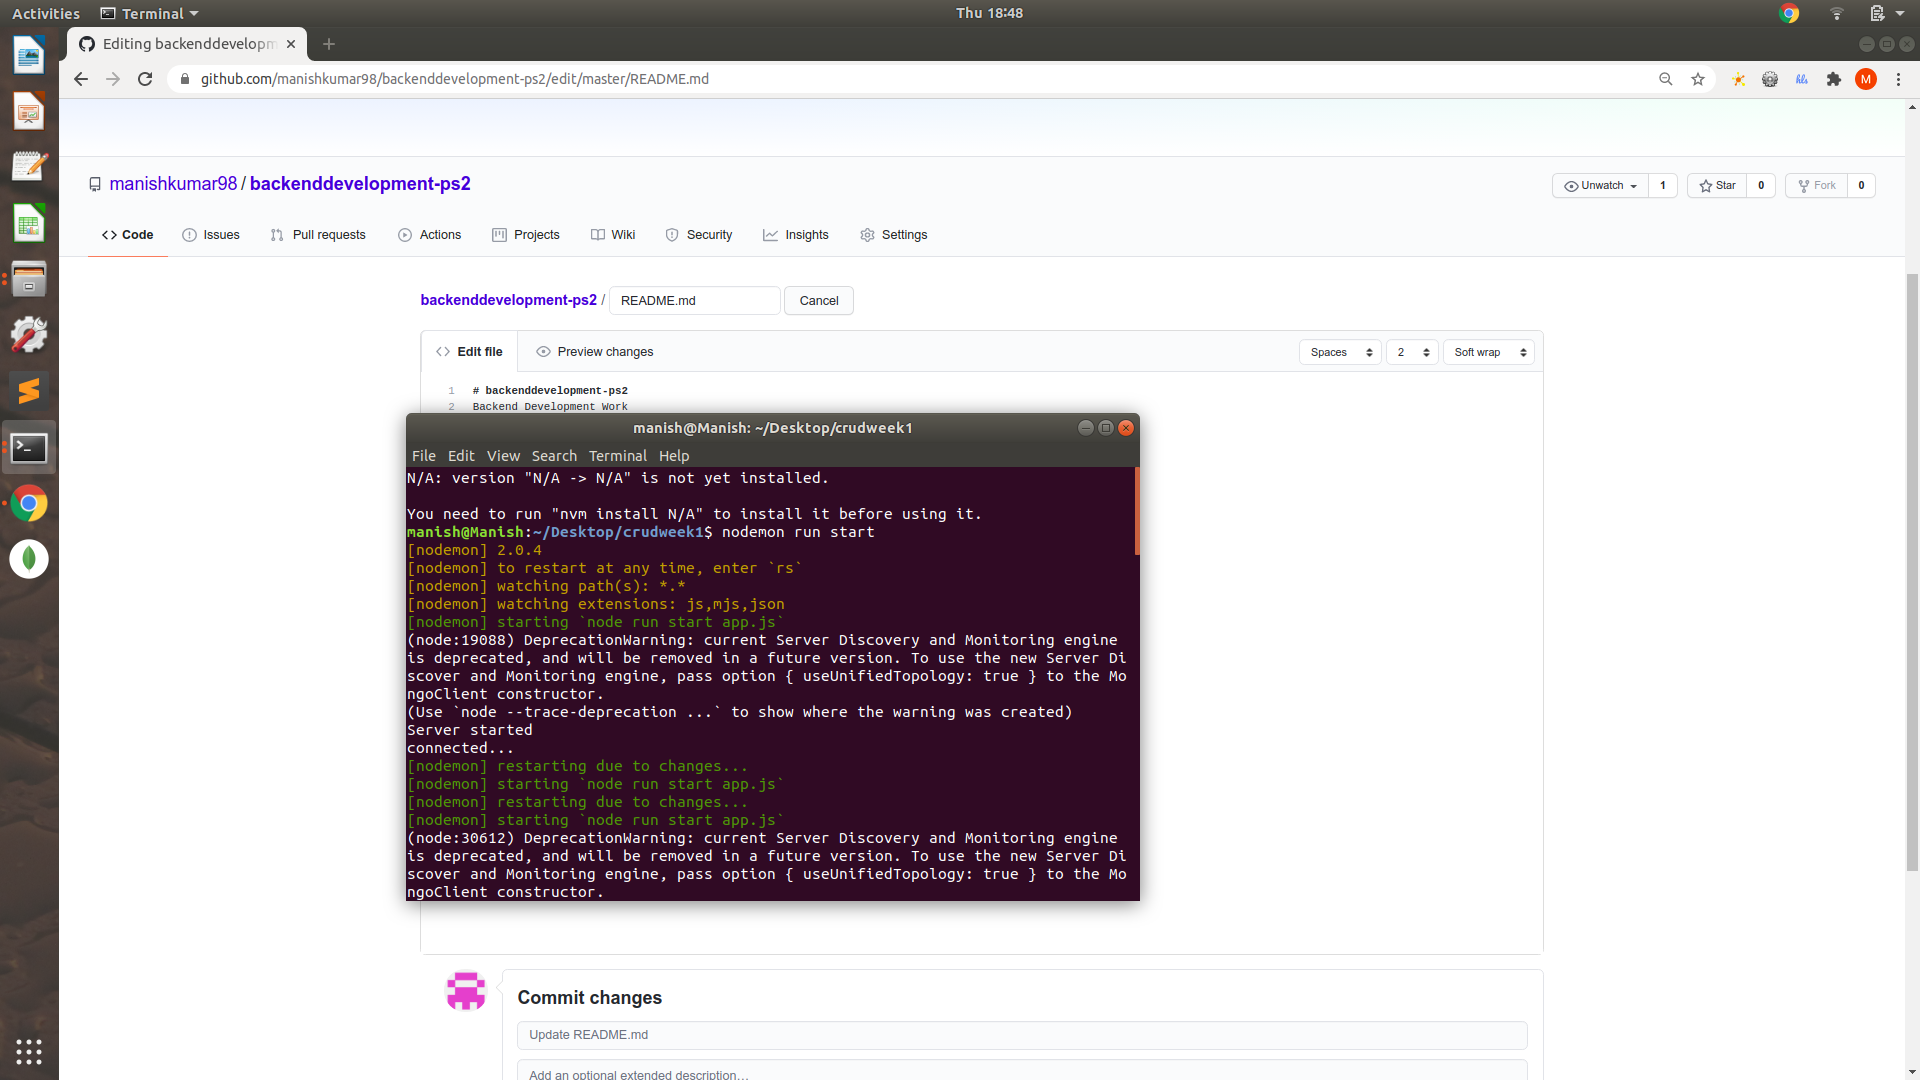 Activities
Terminal
Thu 18:48
Editing backenddevelopm
github.com/manishkumar98/backenddevelopment-ps2/edit/master/README.md
hls
M
manishkumar98 / backenddevelopment-ps2
Unwatch 1
Star 0
Fork 0
Code
Issues
Pull requests
Actions
Projects
Wiki
Security
Insights
Settings
backenddevelopment-ps2 / README.md Cancel
Edit file
Preview changes
Spaces
2
Soft wrap
1 # backenddevelopment-ps2
2 Backend Development Work
manish@Manish: ~/Desktop/crudweek1
File Edit View Search Terminal Help
N/A: version "N/A -> N/A" is not yet installed.
You need to run "nvm install N/A" to install it before using it.
manish@Manish:~/Desktop/crudweek1$ nodemon run start
[nodemon] 2.0.4
[nodemon] to restart at any time, enter `rs`
[nodemon] watching path(s): *.*
[nodemon] watching extensions: js,mjs,json
[nodemon] starting `node run start app.js`
(node:19088) DeprecationWarning: current Server Discovery and Monitoring engine
is deprecated, and will be removed in a future version. To use the new Server Di
scover and Monitoring engine, pass option { useUnifiedTopology: true } to the Mo
ngoClient constructor.
(Use `node --trace-deprecation ...` to show where the warning was created)
Server started
connected...
[nodemon] restarting due to changes...
[nodemon] starting `node run start app.js`
[nodemon] restarting due to changes...
[nodemon] starting `node run start app.js`
(node:30612) DeprecationWarning: current Server Discovery and Monitoring engine
is deprecated, and will be removed in a future version. To use the new Server Di
scover and Monitoring engine, pass option { useUnifiedTopology: true } to the Mo
ngoClient constructor.
Commit changes
Update README.md
Add an optional extended description…